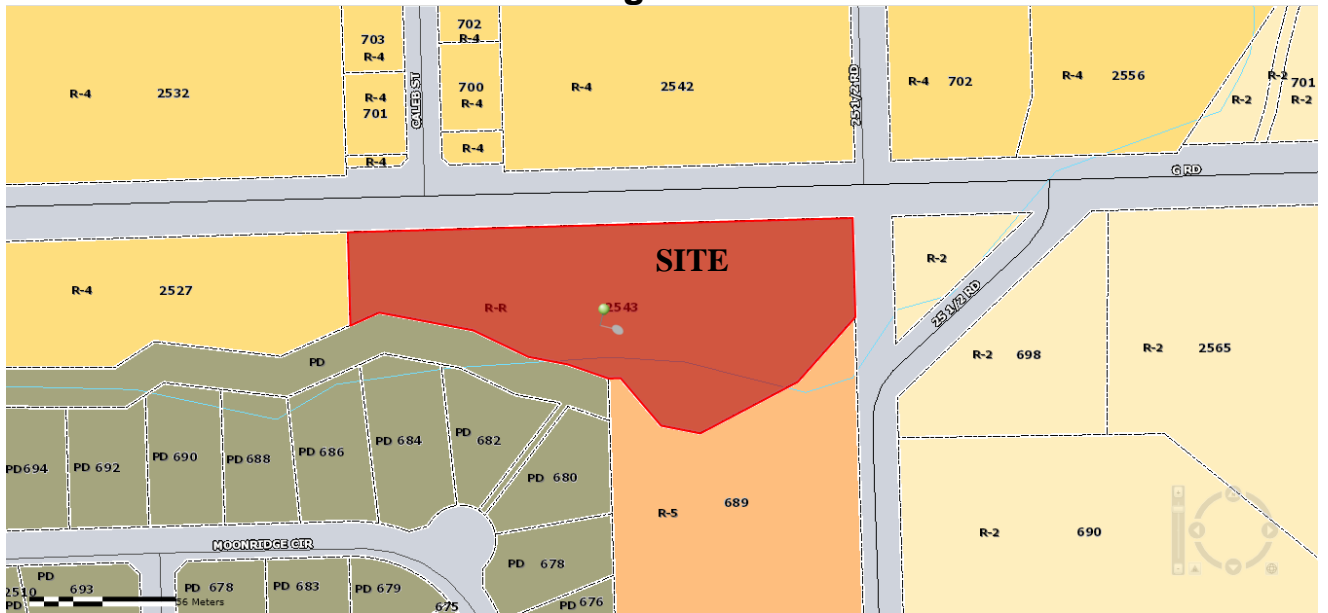 g
702
703
R-4
R-4
R-4 2532
R-4
701
CALEB ST
700
R-4
R-4 2542
25 1/2 RD
R-4 702
R-4 2556
R-2
701
R-2
R-2
R-4
R-4
G RD
SITE
R-2
R-4 2527
R-R 2543
25 1/2 RD
PD
R-2 698
R-2 2565
PD 694
PD 692
PD 690
PD 688
PD 686
PD 684
PD 682
PD 680
R-5 689
R-2 690
MOONRIDGE CIR
PD 678
PD
693
2510
PD
PD 678
PD 683
PD 679
675
PD 676
56 Meters